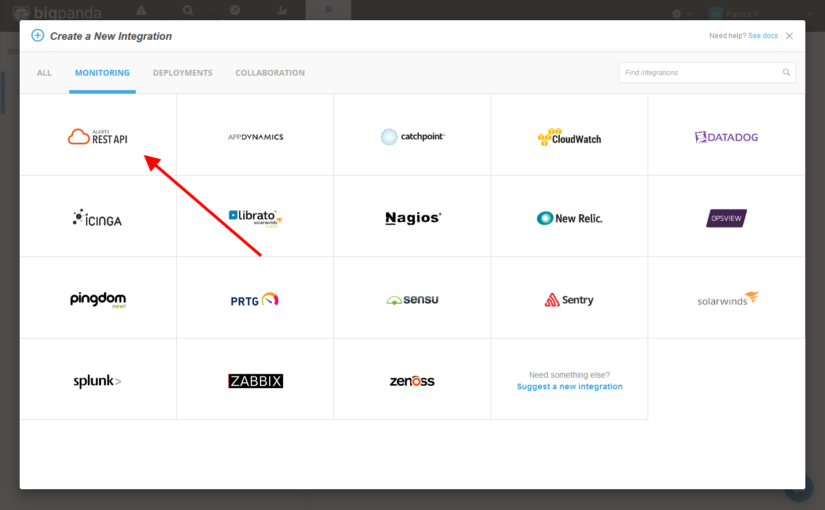 bigpanda
Create a New Integration
Need help? See docs
ALL
MONITORING
DEPLOYMENTS
COLLABORATION
Find integrations
ALERTS
REST API
APPDYNAMICS
catchpoint
CloudWatch
DATADOG
icinga
librato
solarwinds
Nagios
New Relic.
OPSVIEW
pingdom
PRTG
sensu
Sentry
solarwinds
splunk>
ZABBIX
zenoss
Need something else?
Suggest a new integration